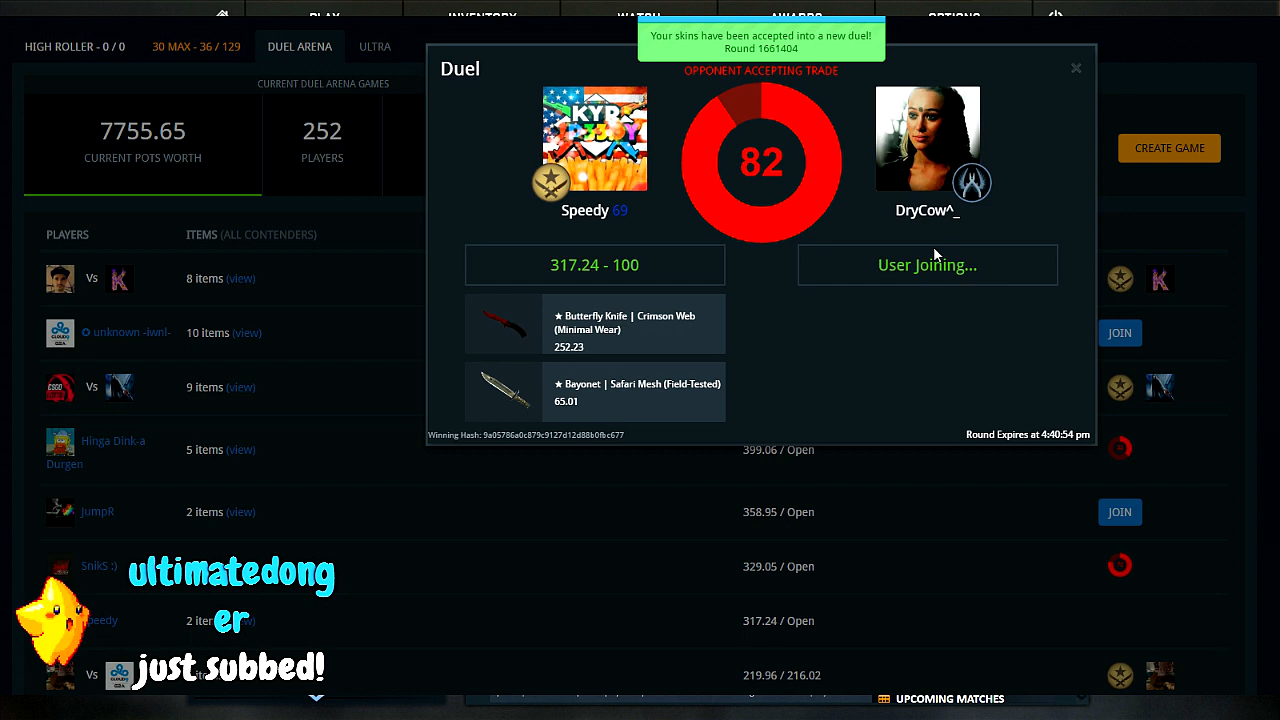 PLAY
INVENTORY
WATCH
AWARDS
OPTIONS
HIGH ROLLER - 0 / 0
30 MAX - 36 / 129
DUEL ARENA
ULTRA
Your skins have been accepted into a new duel!
Round 1661404
CURRENT DUEL ARENA GAMES
7755.65
CURRENT POTS WORTH
252
PLAYERS
CREATE GAME
Duel
OPPONENT ACCEPTING TRADE
×
82
Speedy 69
DryCow^_
317.24 - 100
User Joining...
★ Butterfly Knife | Crimson Web
(Minimal Wear)
252.23
★ Bayonet | Safari Mesh (Field-Tested)
65.01
Winning Hash: 9a05786a0c879c9127d12d88b0fbc677
Round Expires at 4:40:54 pm
PLAYERS
ITEMS (ALL CONTENDERS)
Vs
8 items (view)
unknown -iwnl-
10 items (view)
JOIN
Vs
9 items (view)
Hinga Dink-a
Durgen
5 items (view)
399.06 / Open
JumpR
2 items (view)
358.95 / Open
JOIN
SnikS :)
329.05 / Open
317.24 / Open
Vs
219.96 / 216.02
ultimatedong
er
just subbed!
UPCOMING MATCHES